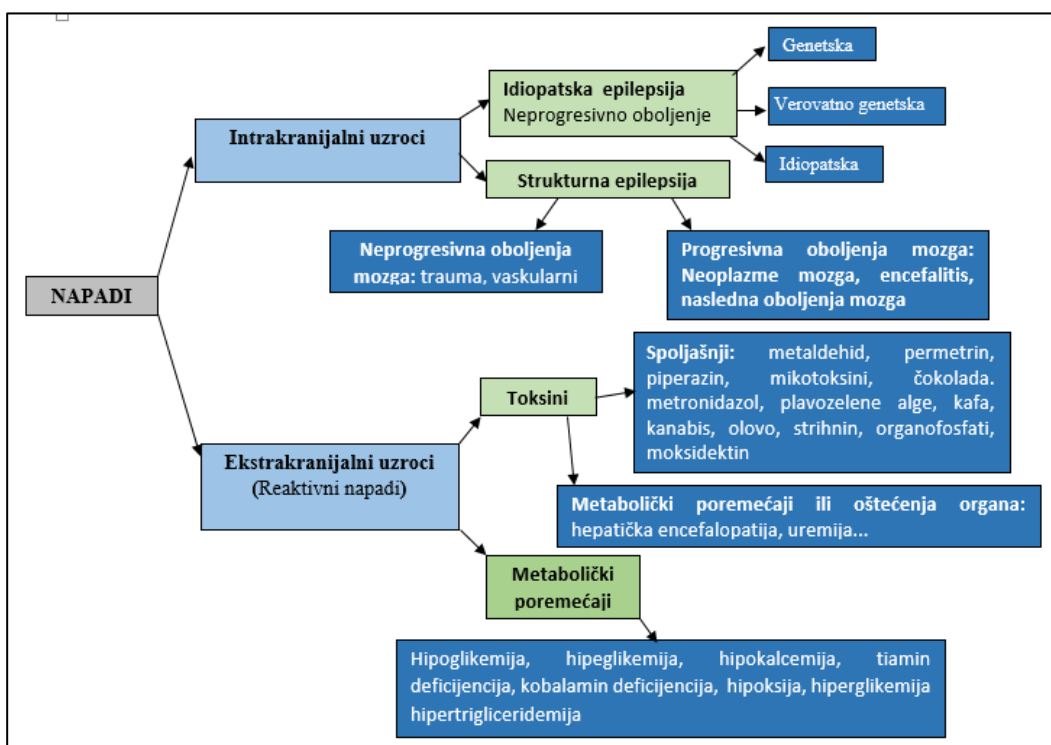 Genetska
Idiopatska epilepsija
Neprogresivno oboljenje
Verovatno genetska
Intrakranijalni uzroci
Idiopatska
Strukturna epilepsija
Neprogresivna oboljenja
mozga: trauma, vaskularni
Progresivna oboljenja mozga:
Neoplazme mozga, encefalitis,
nasledna oboljenja mozga
NAPADI
Spoljašnji: metaldehid, permetrin,
piperazin, mikotoksini, čokolada.
metronidazol, plavozelene alge, kafa,
kanabis, olovo, strihnin, organofosfati,
moksidektin
Toksini
Ekstrakranijalni uzroci
(Reaktivni napadi)
Metabolički poremećaji ili oštećenja organa:
hepatička encefalopatija, uremija...
Metabolički
poremećaji
Hipoglikemija, hipeglikemija, hipokalcemija, tiamin
deficijencija, kobalamin deficijencija, hipoksija, hiperglikemija
hipertrigliceridemija